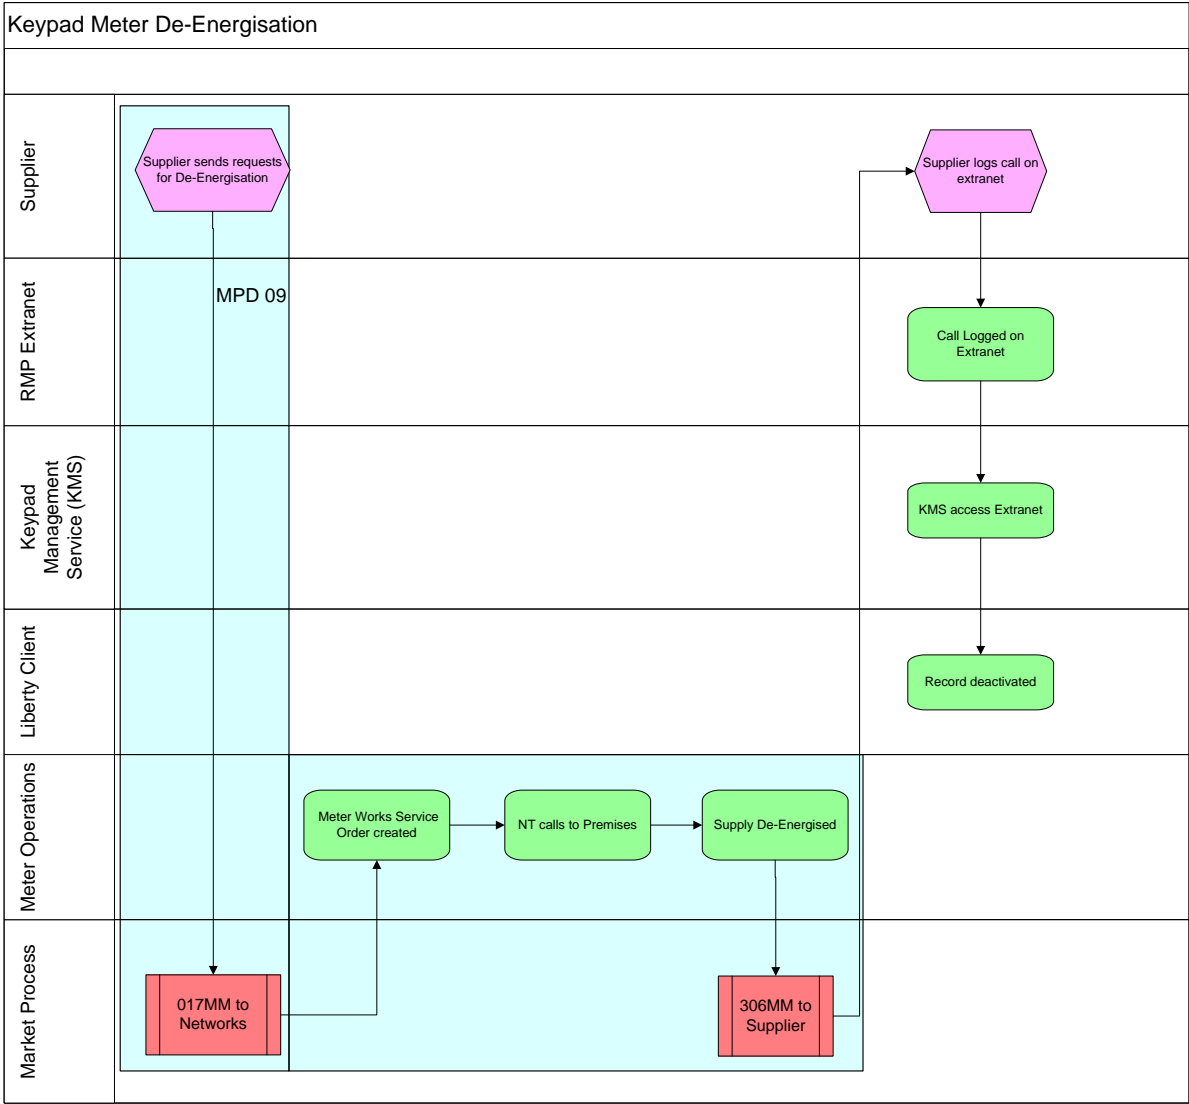 Keypad Meter De-Energisation
Supplier
Supplier sends requests
for De-Energisation
Supplier logs call on
extranet
RMP Extranet
MPD 09
Call Logged on
Extranet
Keypad
Management
Service (KMS)
KMS access Extranet
Liberty Client
Record deactivated
Meter Operations
Meter Works Service
Order created
NT calls to Premises
Supply De-Energised
Market Process
017MM to
Networks
306MM to
Supplier